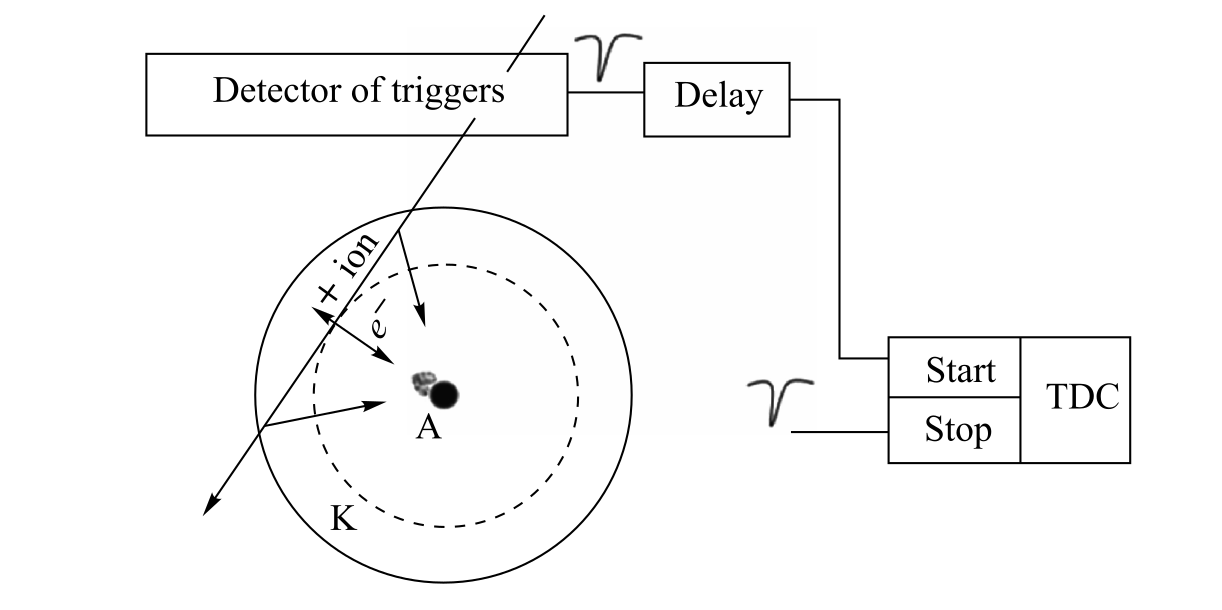 Detector of triggers
Delay
+ ion
e⁻
A
K
Start
Stop
TDC